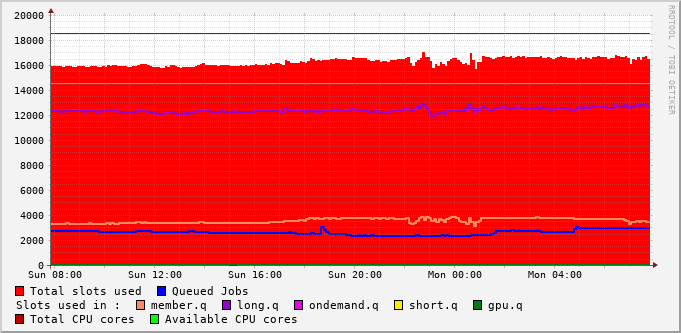 20000
18000
16000
14000
12000
10000
8000
6000
4000
2000
0
Sun 08:00 Sun 12:00 Sun 16:00 Sun 20:00 Mon 00:00 Mon 04:00
Total slots used Queued Jobs
Slots used in : member.q long.q ondemand.q short.q gpu.q
Total CPU cores Available CPU cores
RRDTOOL / TOBI OETIKER